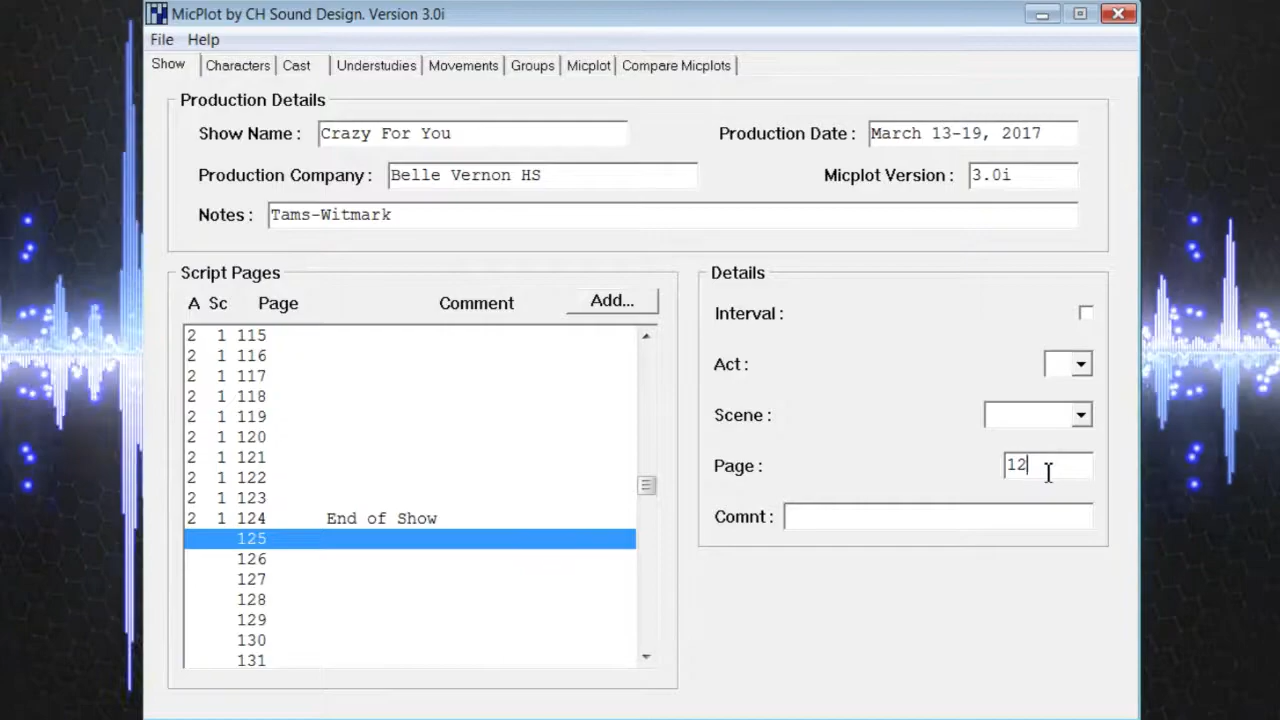 MicPlot by CH Sound Design. Version 3.0i
File Help
Show Characters Cast Understudies Movements Groups Micplot Compare Micplots
Production Details
Show Name : Crazy For You Production Date : March 13-19, 2017
Production Company : Belle Vernon HS Micplot Version : 3.0i
Notes : Tams-Witmark
Script Pages
A Sc Page Comment Add...
2 1 115
2 1 116
2 1 117
2 1 118
2 1 119
2 1 120
2 1 121
2 1 122
2 1 123
2 1 124 End of Show
125
126
127
128
129
130
131
Details
Interval :
Act :
Scene :
Page : 12
Comnt :